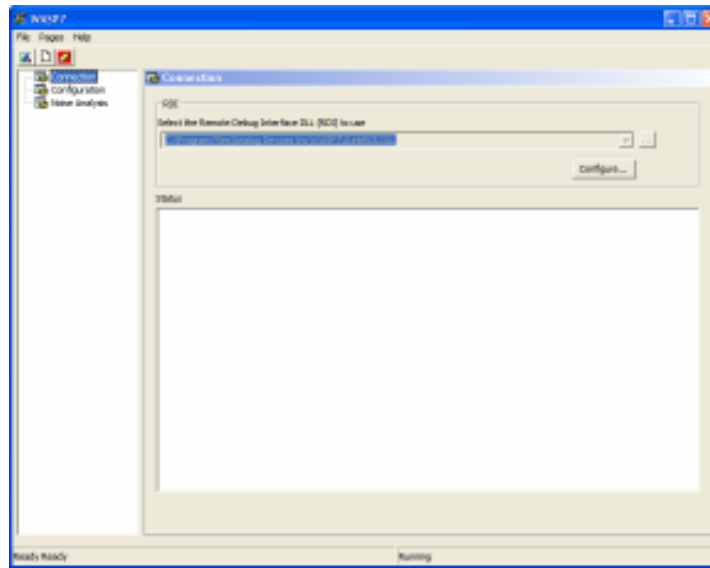 WASP7
File Pages Help
Connection
Configuration
Noise Analysis
Connection
RDI
Select the Remote Debug Interface DLL (RDI) to use
Configure...
Status
Ready Ready
Running